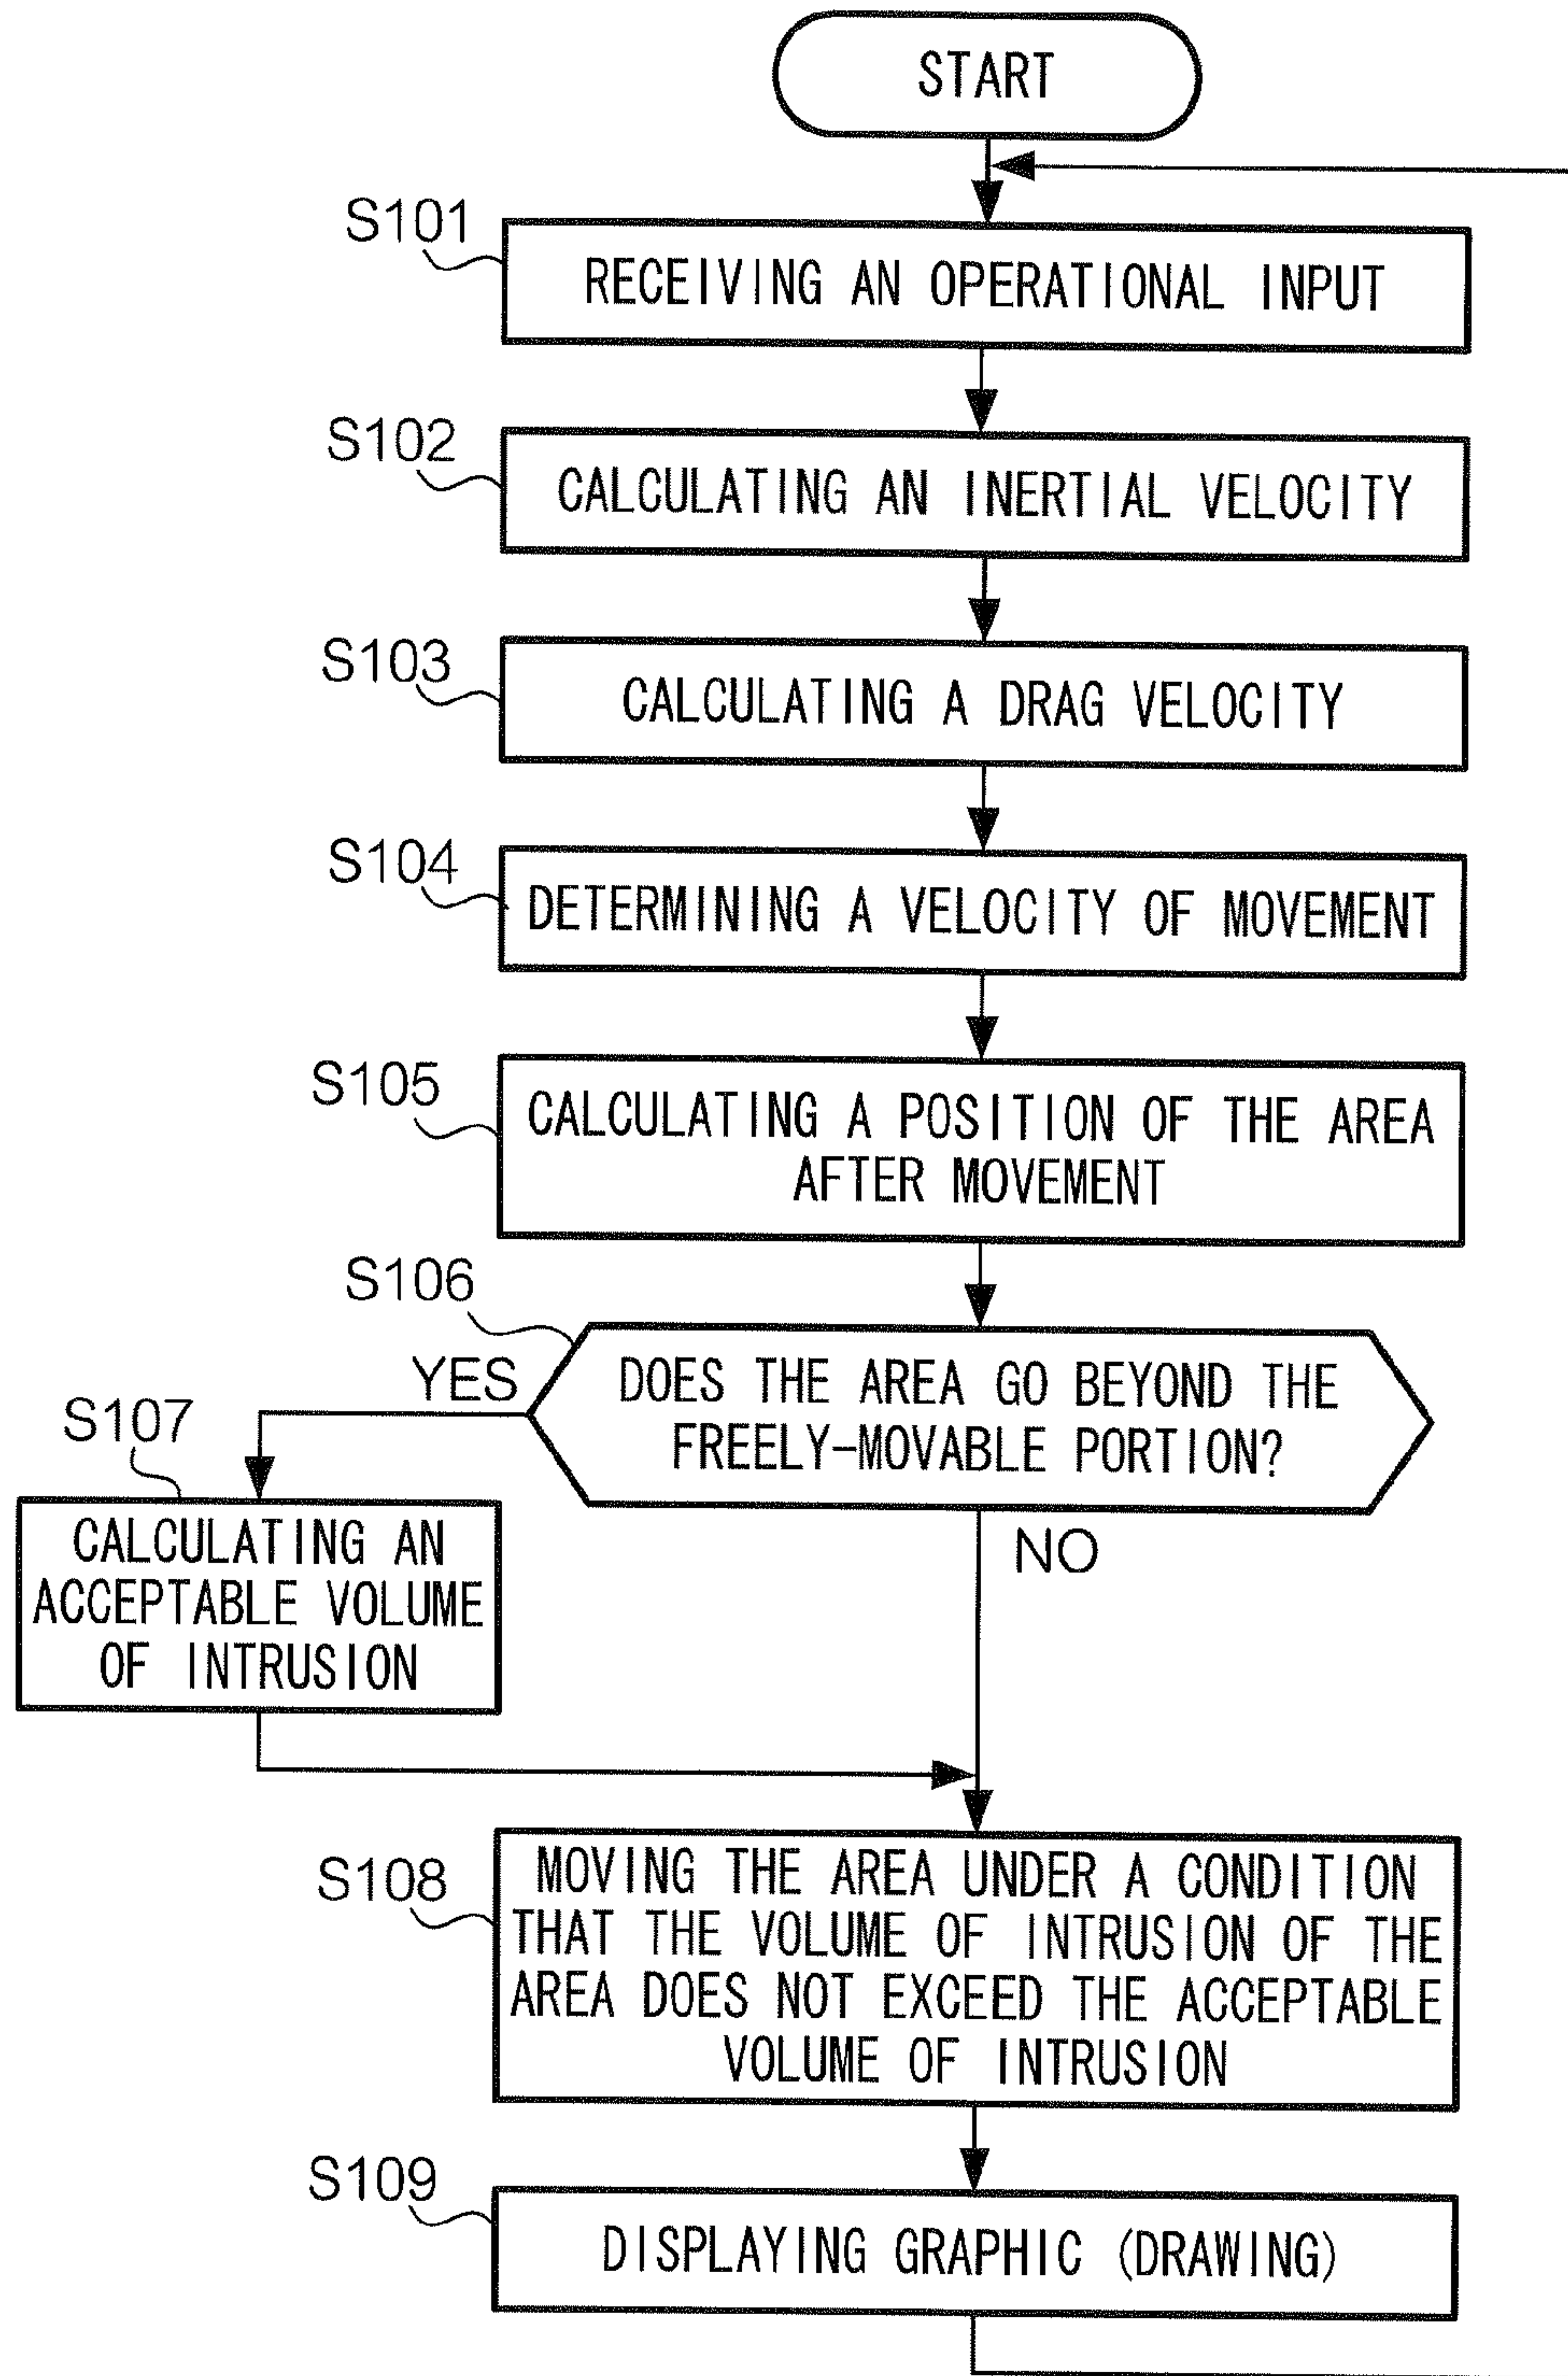 START
S101
RECEIVING AN OPERATIONAL INPUT
S102
CALCULATING AN INERTIAL VELOCITY
S103
CALCULATING A DRAG VELOCITY
S104
DETERMINING A VELOCITY OF MOVEMENT
S105
CALCULATING A POSITION OF THE AREA
AFTER MOVEMENT
S106
YES
DOES THE AREA GO BEYOND THE
FREELY-MOVABLE PORTION?
S107
CALCULATING AN
ACCEPTABLE VOLUME
OF INTRUSION
NO
S108
MOVING THE AREA UNDER A CONDITION
THAT THE VOLUME OF INTRUSION OF THE
AREA DOES NOT EXCEED THE ACCEPTABLE
VOLUME OF INTRUSION
S109
DISPLAYING GRAPHIC (DRAWING)